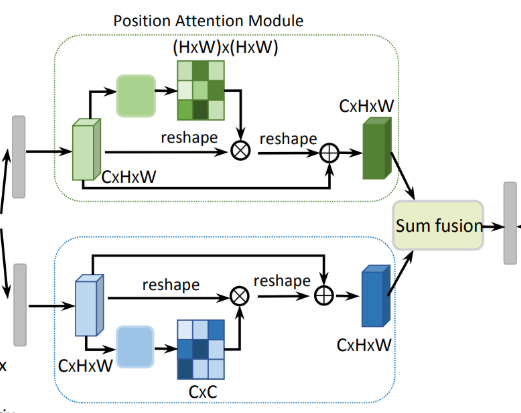 Position Attention Module
(HxW)x(HxW)
CxHxW
reshape
reshape
CxHxW
Sum fusion
reshape
reshape
CxHxW
CxHxW
CxC
x